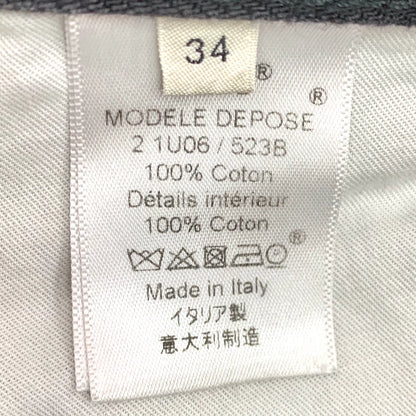 34
®
®
MODELE DEPOSE
2 1U06 / 523B
100% Coton
Détails intérieur
100% Coton
®
Made in Italy
イタリア製
意大利制造